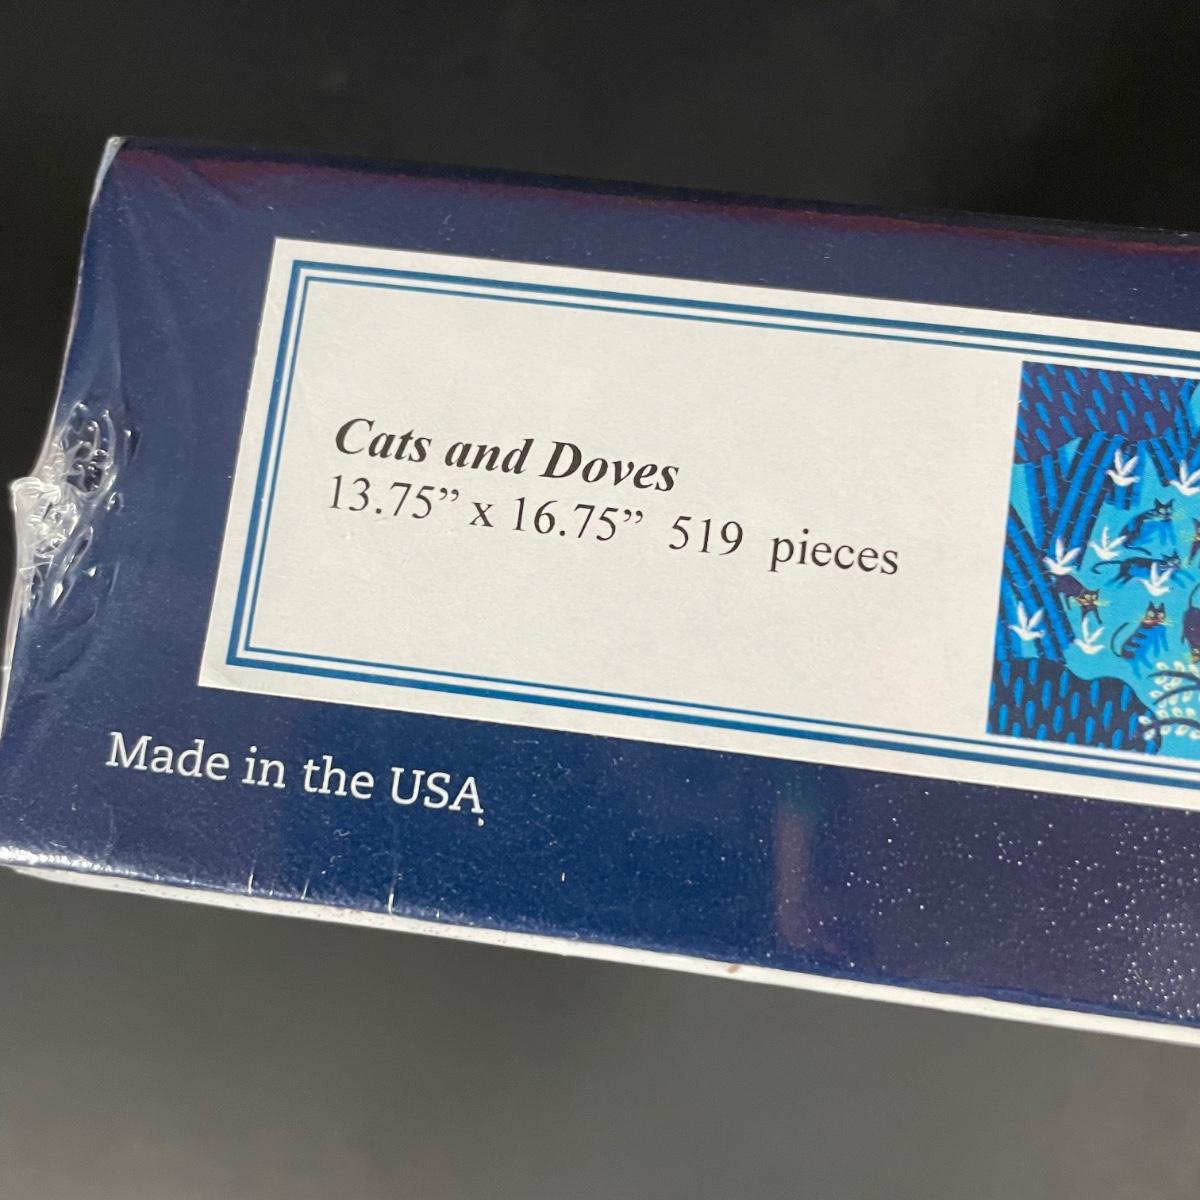 Cats and Doves
13.75” x 16.75” 519 pieces
Made in the USA